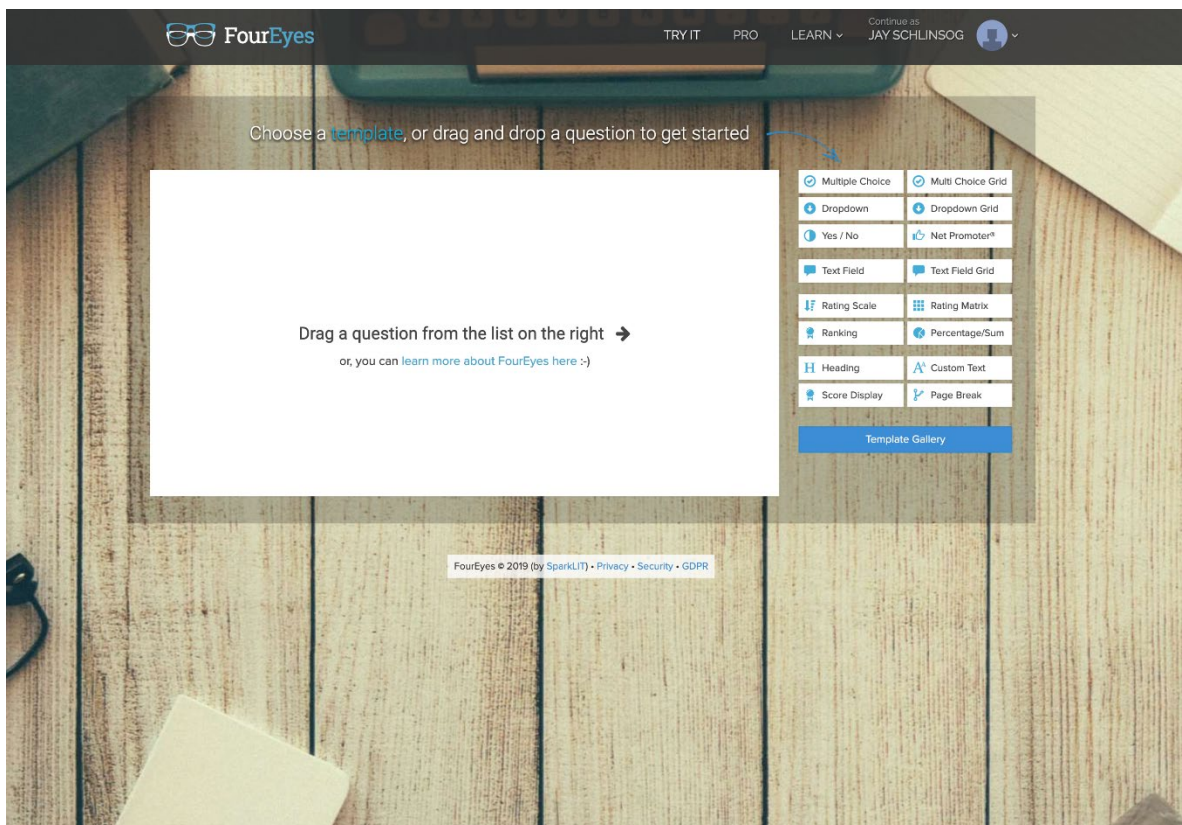 FourEyes
TRY IT
PRO
LEARN
Continue as
JAY SCHLINSOG
Choose a template, or drag and drop a question to get started
Drag a question from the list on the right
or, you can learn more about FourEyes here :-)
Multiple Choice
Multi Choice Grid
Dropdown
Dropdown Grid
Yes / No
Net Promoter®
Text Field
Text Field Grid
Rating Scale
Rating Matrix
Ranking
Percentage/Sum
H Heading
Custom Text
Score Display
Page Break
Template Gallery
FourEyes © 2019 (by SparkLIT) • Privacy • Security • GDPR